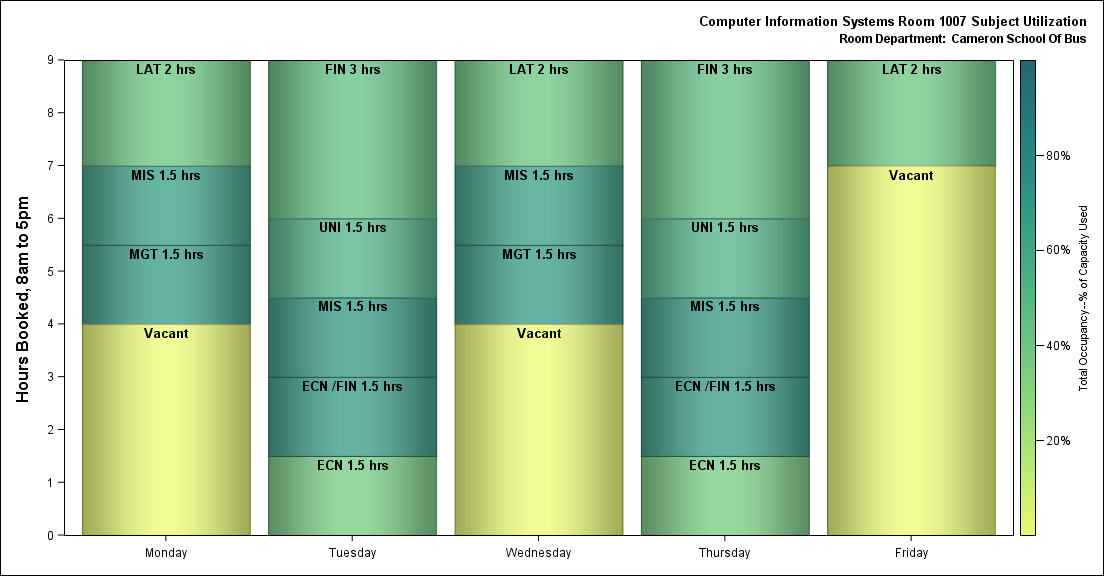 Computer Information Systems Room 1007 Subject Utilization
Room Department: Cameron School Of Bus
Hours Booked, 8am to 5pm
9
8
7
6
5
4
3
2
1
0
LAT 2 hrs
MIS 1.5 hrs
MGT 1.5 hrs
Vacant
Monday
FIN 3 hrs
UNI 1.5 hrs
MIS 1.5 hrs
ECN /FIN 1.5 hrs
ECN 1.5 hrs
Tuesday
LAT 2 hrs
MIS 1.5 hrs
MGT 1.5 hrs
Vacant
Wednesday
FIN 3 hrs
UNI 1.5 hrs
MIS 1.5 hrs
ECN /FIN 1.5 hrs
ECN 1.5 hrs
Thursday
LAT 2 hrs
Vacant
Friday
80%
60%
40%
20%
Total Occupancy--% of Capacity Used